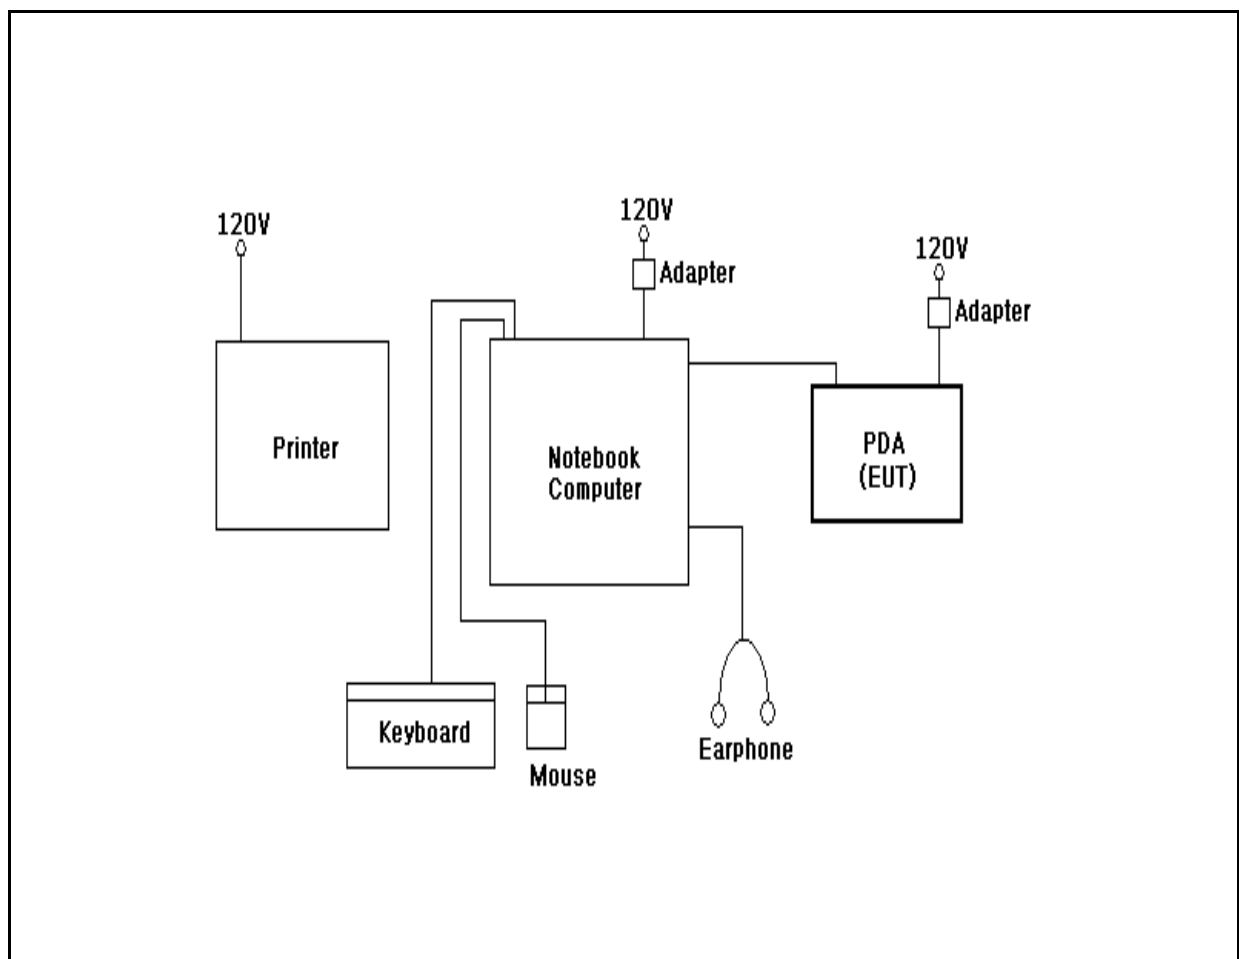 120V
120V
Adapter
120V
Adapter
Printer
Notebook
Computer
PDA
(EUT)
Keyboard
Mouse
Earphone